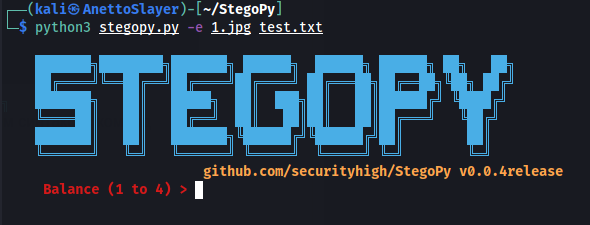 (kali㉿AnettoSlayer)-[~/StegoPy]
$ python3 stegopy.py -e 1.jpg test.txt
STEGOPY
github.com/securityhigh/StegoPy v0.0.4release
Balance (1 to 4) >